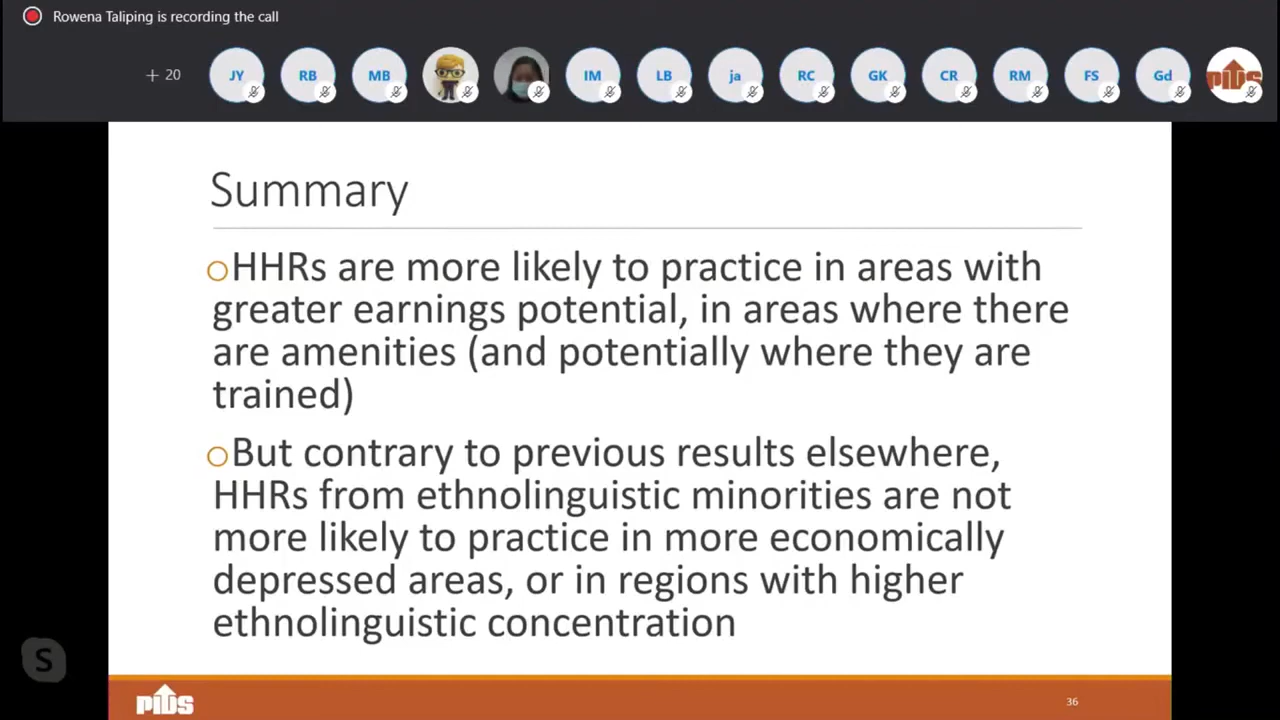 Rowena Taliping is recording the call
+ 20
JY
RB
MB
IM
LB
ja
RC
GK
CR
RM
FS
Gd
PIDS
Summary
HHRs are more likely to practice in areas with
greater earnings potential, in areas where there
are amenities (and potentially where they are
trained)
But contrary to previous results elsewhere,
HHRs from ethnolinguistic minorities are not
more likely to practice in more economically
depressed areas, or in regions with higher
ethnolinguistic concentration
S
PIDS
36